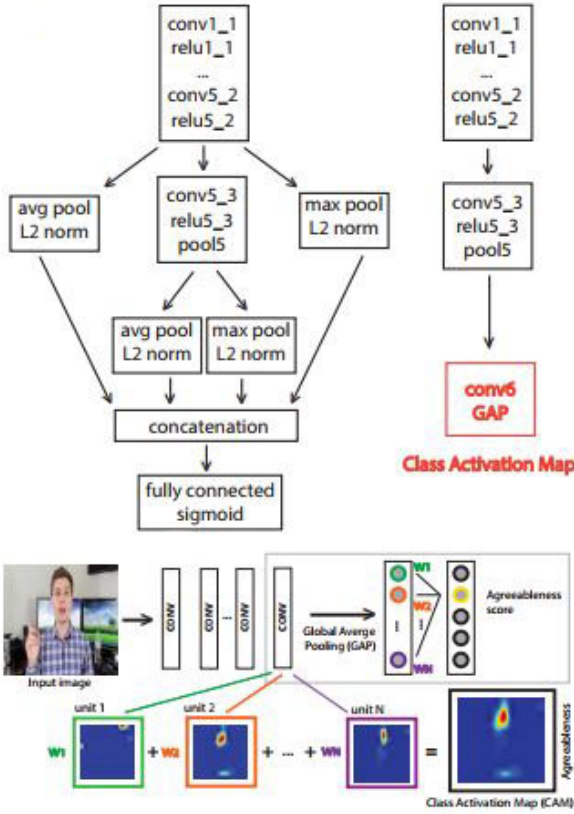 conv1_1
relu1_1
...
conv5_2
relu5_2
avg pool
L2 norm
conv5_3
relu5_3
pool5
max pool
L2 norm
avg pool
L2 norm
max pool
L2 norm
concatenation
fully connected
sigmoid
conv1_1
relu1_1
...
conv5_2
relu5_2
conv5_3
relu5_3
pool5
conv6
GAP
Class Activation Map
Input image
CONV
CONV
...
CONV
CONV
Global Averge
Pooling (GAP)
W1
W2
WN
Agreeableness
score
unit 1
unit 2
unit N
W1
+ W2
+ ... + WN
=
Agreeableness
Class Activation Map (CAM)